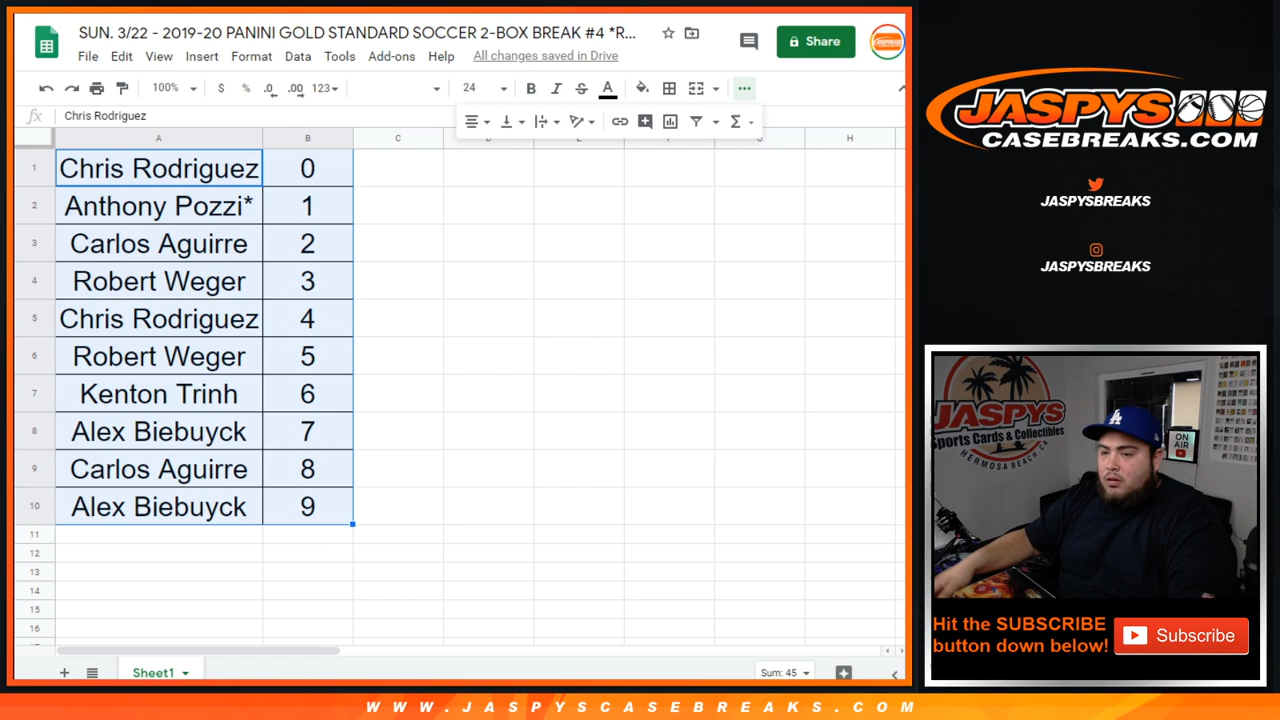 SUN. 3/22 - 2019-20 PANINI GOLD STANDARD SOCCER 2-BOX BREAK #4 *R...
Share
File Edit View Insert Format Data Tools Add-ons Help All changes saved in Drive
100% $ % .0 .00 123 24 B I S A
fx Chris Rodriguez
A B C H
1 Chris Rodriguez 0
2 Anthony Pozzi* 1
3 Carlos Aguirre 2
4 Robert Weger 3
5 Chris Rodriguez 4
6 Robert Weger 5
7 Kenton Trinh 6
8 Alex Biebuyck 7
9 Carlos Aguirre 8
10 Alex Biebuyck 9
11
12
13
14
15
16
Sheet1
Sum: 45
JASPYS
CASEBREAKS.COM
JASPYSBREAKS
JASPYSBREAKS
JASPYS
Sports Cards & Collectibles
HERMOSA BEACH, CA
ON
AIR
LA
Hit the SUBSCRIBE
button down below!
Subscribe
WWW.JASPYSCASEBREAKS.COM